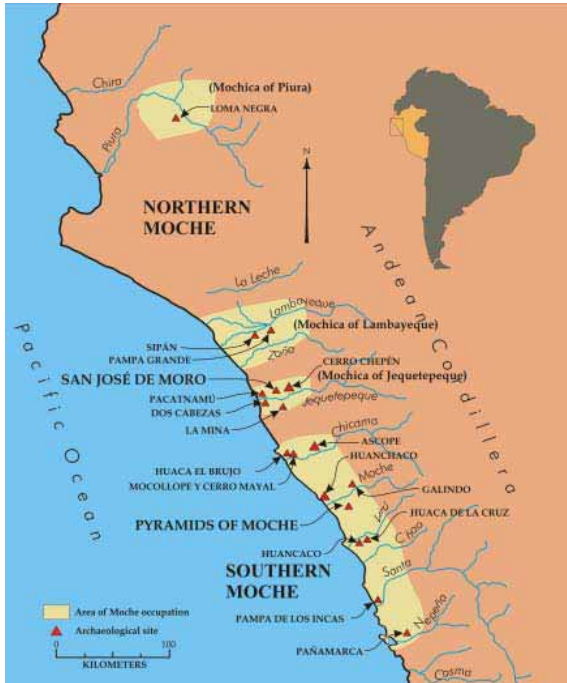 Chira
(Mochica of Piura)
LOMA NEGRA
Piura
N
NORTHERN
MOCHE
Andean Cordillera
La Leche
Lambayeque
(Mochica of Lambayeque)
SIPÁN
PAMPA GRANDE
Zaña
CERRO CHEPÉN
(Mochica of Jequetepeque)
SAN JOSÉ DE MORO
PACATNAMÚ
DOS CABEZAS
Jequetepeque
LA MINA
Pacific Ocean
Chicama
ASCOPE
HUANCHACO
HUACA EL BRUJO
MOCOLLOPE Y CERRO MAYAL
Moche
GALINDO
PYRAMIDS OF MOCHE
HUACA DE LA CRUZ
Chao
HUANCACO
SOUTHERN
MOCHE
Santa
PAMPA DE LOS INCAS
Nepeña
PAÑAMARCA
Casma
Area of Moche occupation
Archaeological site
0 100
KILOMETERS